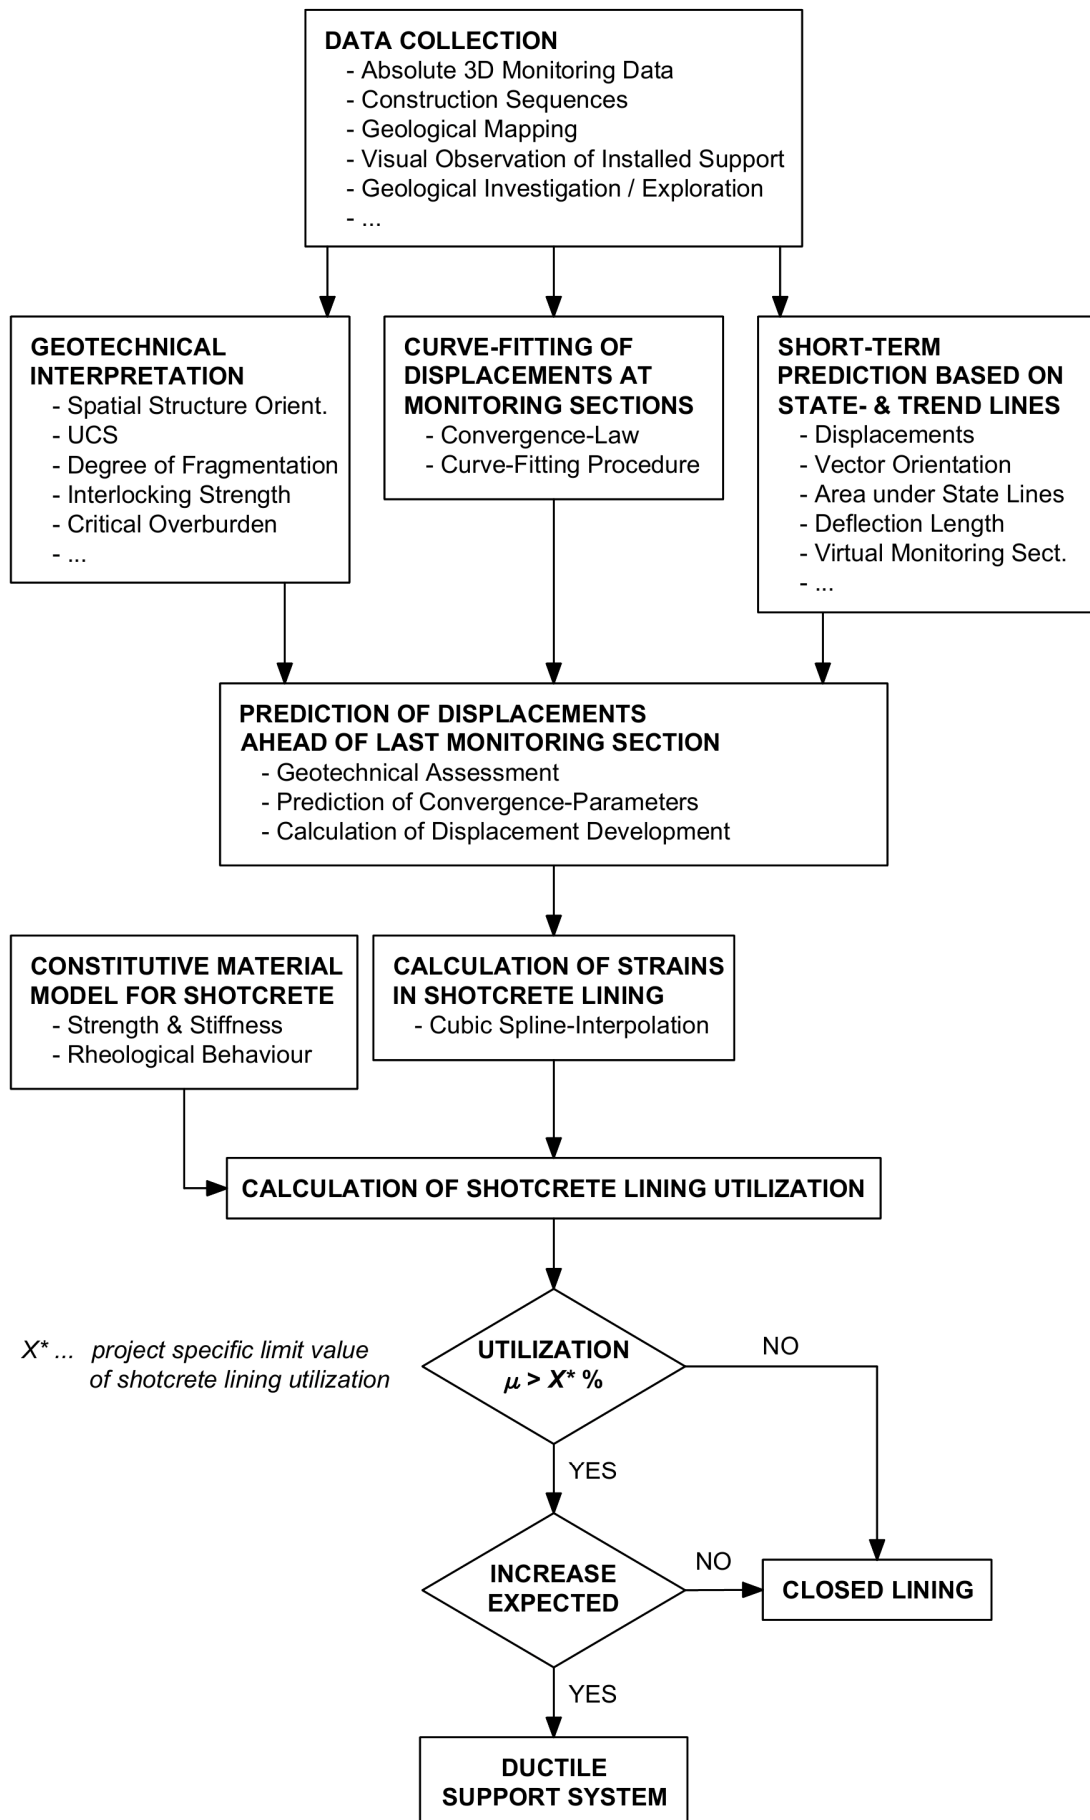 DATA COLLECTION
- Absolute 3D Monitoring Data
- Construction Sequences
- Geological Mapping
- Visual Observation of Installed Support
- Geological Investigation / Exploration
- ...
GEOTECHNICAL
INTERPRETATION
- Spatial Structure Orient.
- UCS
- Degree of Fragmentation
- Interlocking Strength
- Critical Overburden
- ...
CURVE-FITTING OF
DISPLACEMENTS AT
MONITORING SECTIONS
- Convergence-Law
- Curve-Fitting Procedure
SHORT-TERM
PREDICTION BASED ON
STATE- & TREND LINES
- Displacements
- Vector Orientation
- Area under State Lines
- Deflection Length
- Virtual Monitoring Sect.
- ...
PREDICTION OF DISPLACEMENTS
AHEAD OF LAST MONITORING SECTION
- Geotechnical Assessment
- Prediction of Convergence-Parameters
- Calculation of Displacement Development
CONSTITUTIVE MATERIAL
MODEL FOR SHOTCRETE
- Strength & Stiffness
- Rheological Behaviour
CALCULATION OF STRAINS
IN SHOTCRETE LINING
- Cubic Spline-Interpolation
CALCULATION OF SHOTCRETE LINING UTILIZATION
X* ... project specific limit value
of shotcrete lining utilization
UTILIZATION
μ > X* %
NO
YES
INCREASE
EXPECTED
NO
CLOSED LINING
YES
DUCTILE
SUPPORT SYSTEM